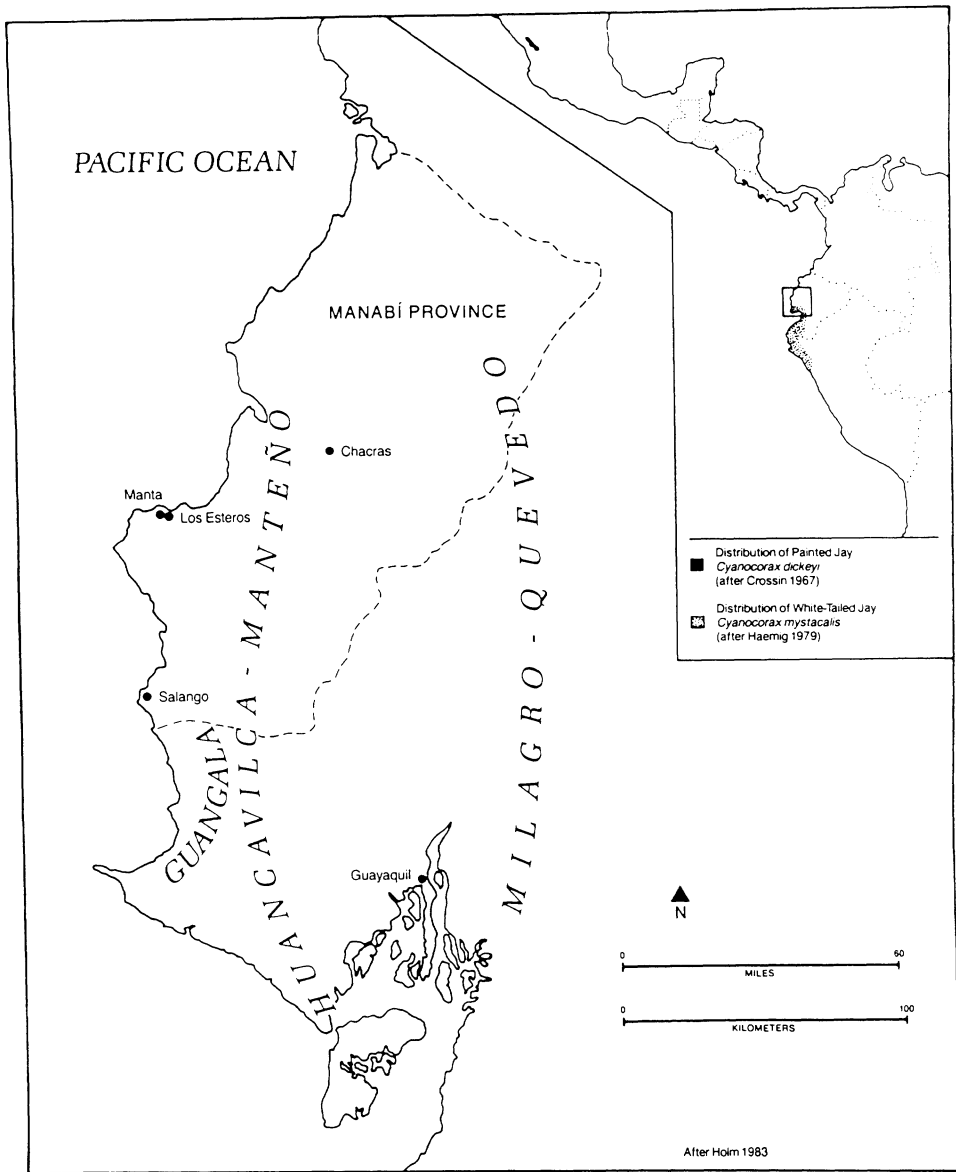 PACIFIC OCEAN
MANABÍ PROVINCE
Chacras
Manta
Los Esteros
Salango
GUANGALA
HUANCAVILCA - MANTEÑO
MILAGRO - QUEVEDO
Guayaquil
N
0 60
MILES
0 100
KILOMETERS
Distribution of Painted Jay
Cyanocorax dickeyi
(after Crossin 1967)
Distribution of White-Tailed Jay
Cyanocorax mystacalis
(after Haemig 1979)
After Holm 1983